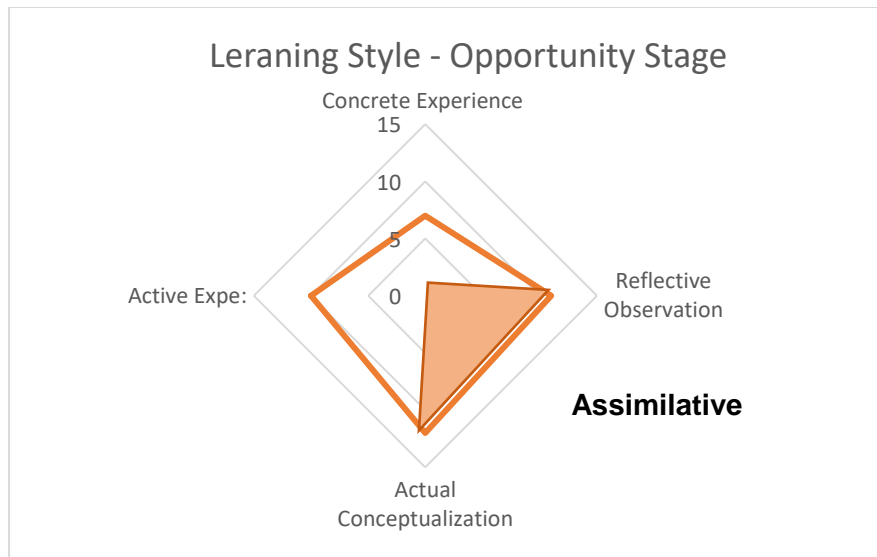 Leraning Style - Opportunity Stage
Concrete Experience
15
10
5
0
Active Expe:
Reflective
Observation
Assimilative
Actual
Conceptualization